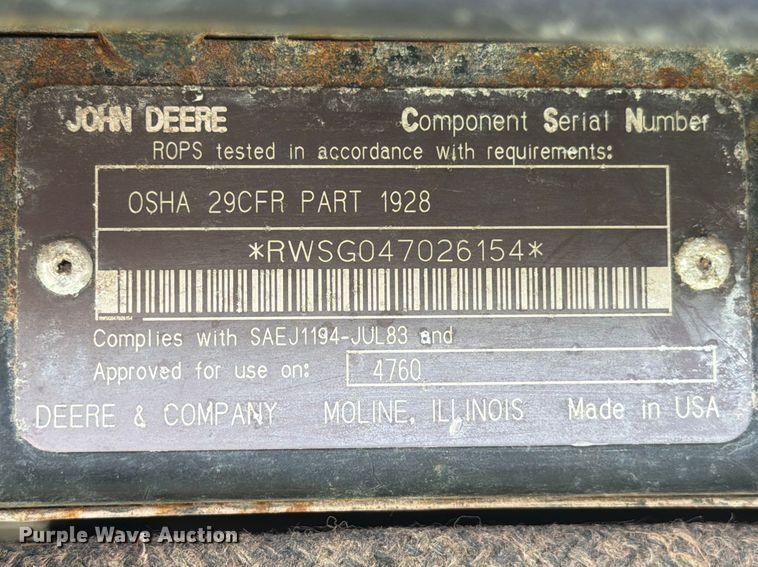 JOHN DEERE Component Serial Number
ROPS tested in accordance with requirements:
OSHA 29CFR PART 1928
*RWSG047026154*
RWSG047026154
Complies with SAEJ1194-JUL83 and
Approved for use on: 4760
DEERE & COMPANY MOLINE, ILLINOIS Made in USA
Purple Wave Auction